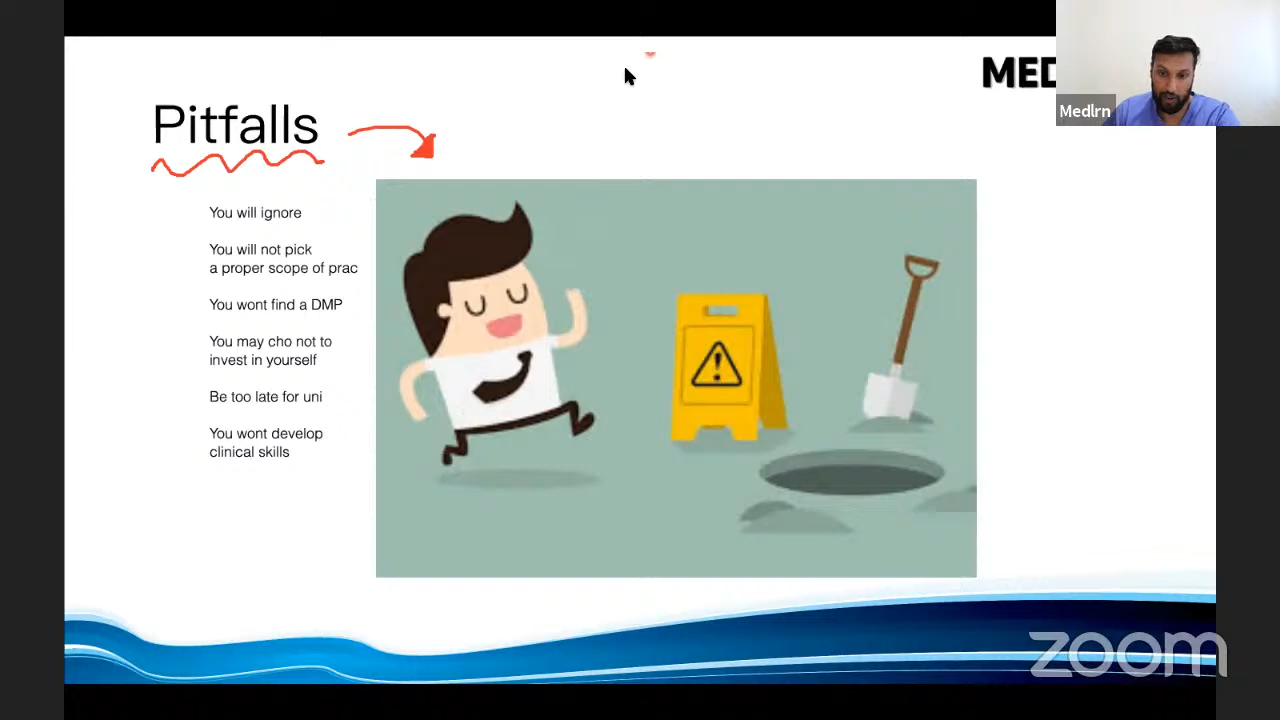 MED
Medlrn
Pitfalls
You will ignore
You will not pick
a proper scope of prac
You wont find a DMP
You may cho not to
invest in yourself
Be too late for uni
You wont develop
clinical skills
zoom